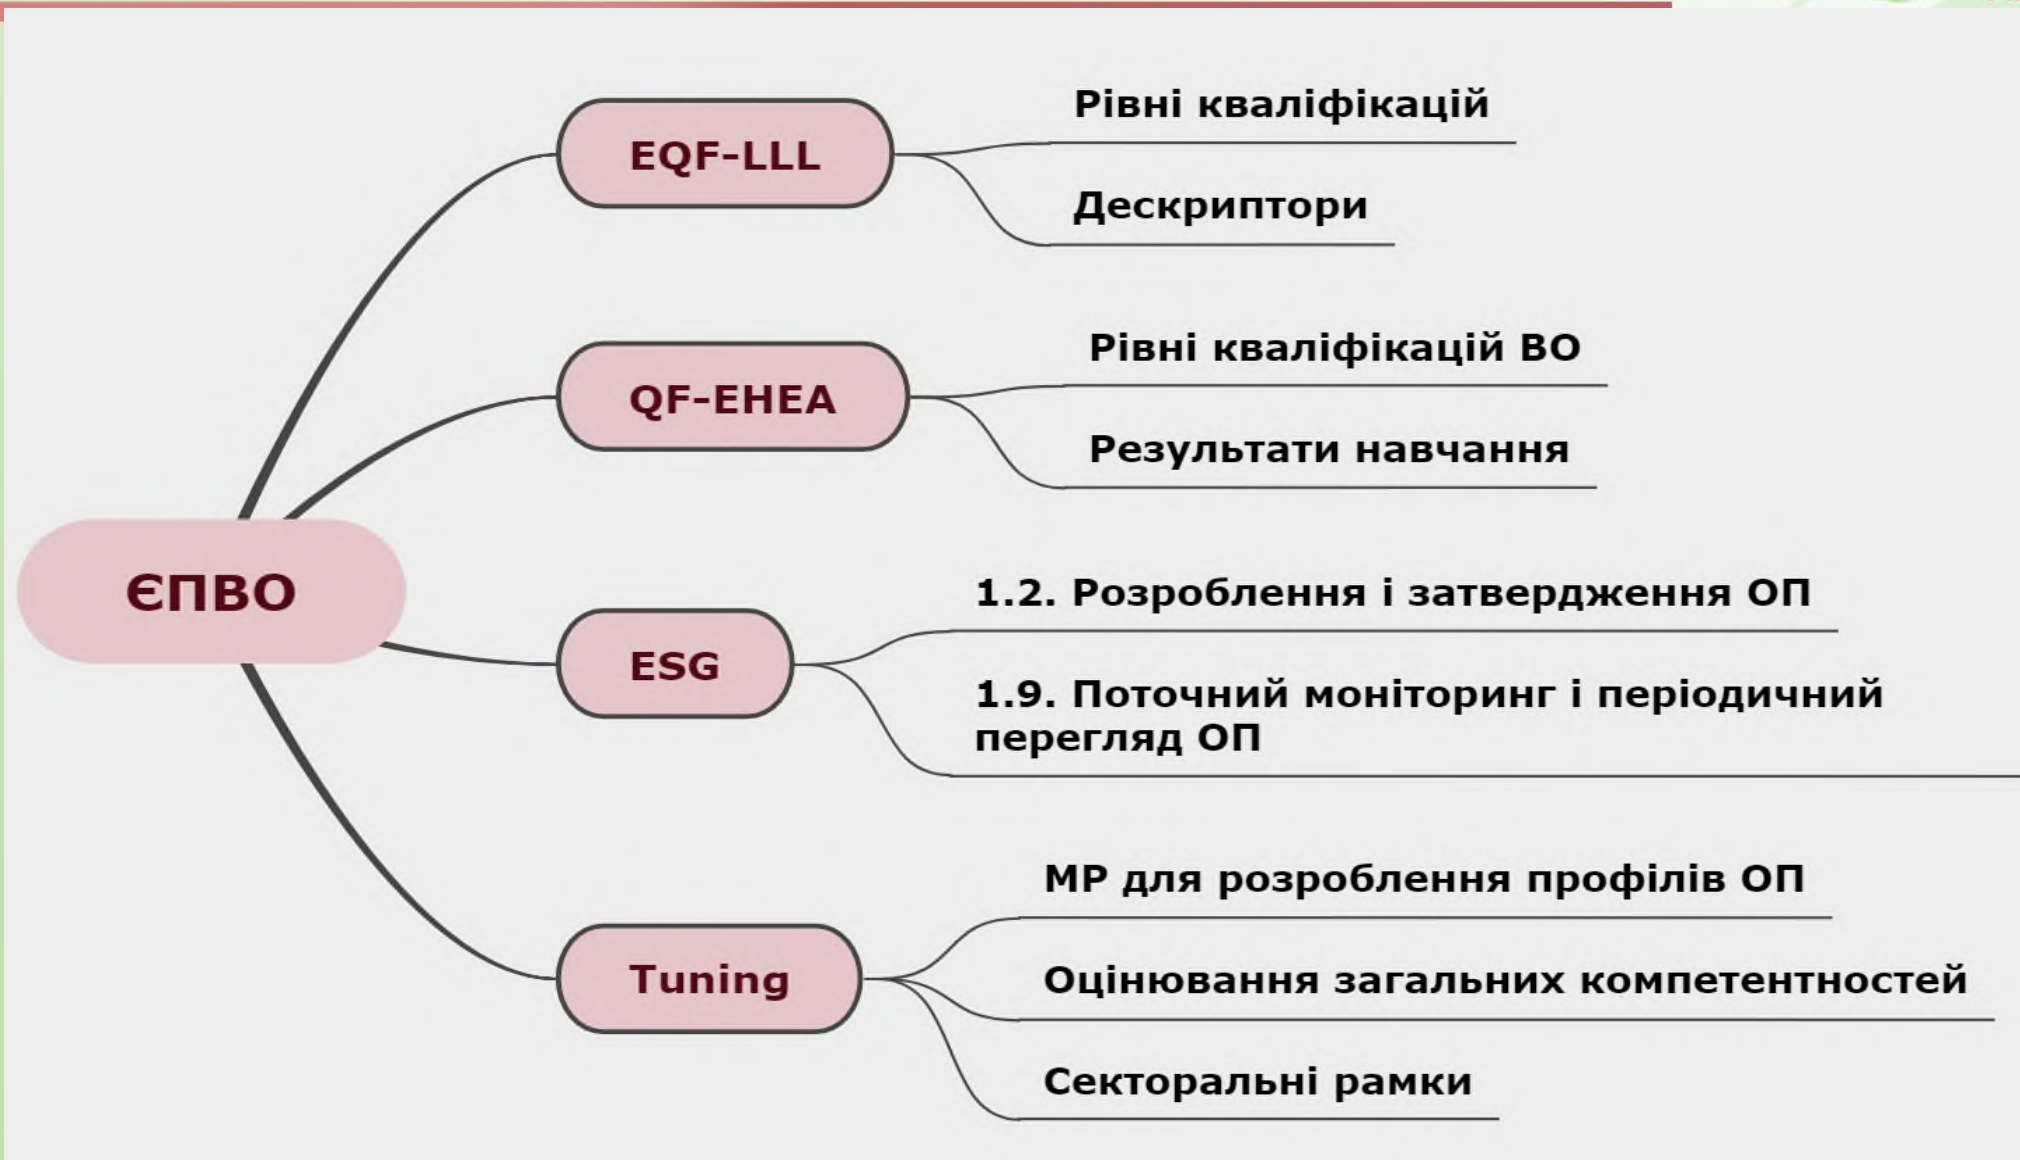 EQF-LLL
Рівні кваліфікацій
Дескриптори
QF-EHEA
Рівні кваліфікацій ВО
Результати навчання
ЄПВО
ESG
1.2. Розроблення і затвердження ОП
1.9. Поточний моніторинг і періодичний
перегляд ОП
Tuning
МР для розроблення профілів ОП
Оцінювання загальних компетентностей
Секторальні рамки